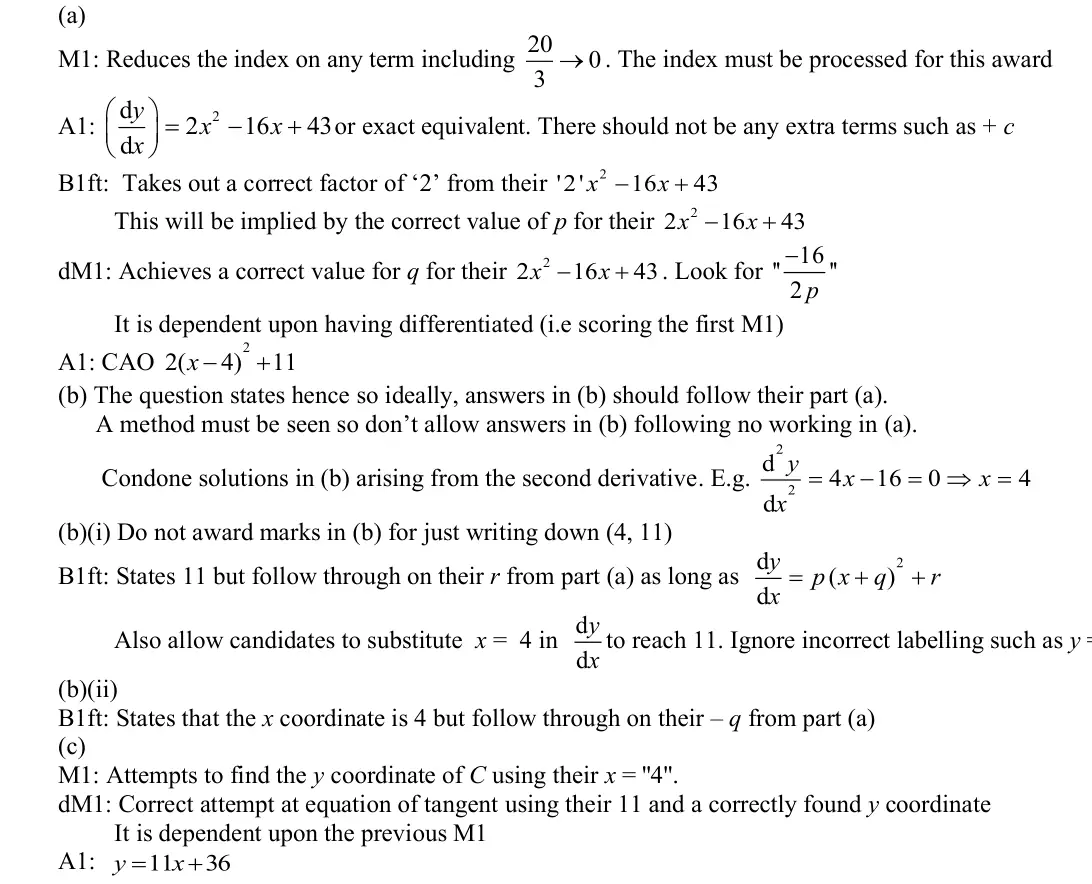 (a)
M1: Reduces the index on any term including 20/3 → 0. The index must be processed for this award
A1: (dy/dx) = 2x² − 16x + 43 or exact equivalent. There should not be any extra terms such as + c
B1ft: Takes out a correct factor of ‘2’ from their '2'x² − 16x + 43
This will be implied by the correct value of p for their 2x² − 16x + 43
dM1: Achieves a correct value for q for their 2x² − 16x + 43. Look for "−16/2p"
It is dependent upon having differentiated (i.e scoring the first M1)
A1: CAO 2(x − 4)² + 11
(b) The question states hence so ideally, answers in (b) should follow their part (a).
A method must be seen so don’t allow answers in (b) following no working in (a).
Condone solutions in (b) arising from the second derivative. E.g. d²y/dx² = 4x − 16 = 0 ⇒ x = 4
(b)(i) Do not award marks in (b) for just writing down (4, 11)
B1ft: States 11 but follow through on their r from part (a) as long as dy/dx = p(x + q)² + r
Also allow candidates to substitute x = 4 in dy/dx to reach 11. Ignore incorrect labelling such as y =
(b)(ii)
B1ft: States that the x coordinate is 4 but follow through on their – q from part (a)
(c)
M1: Attempts to find the y coordinate of C using their x = "4".
dM1: Correct attempt at equation of tangent using their 11 and a correctly found y coordinate
It is dependent upon the previous M1
A1: y = 11x + 36